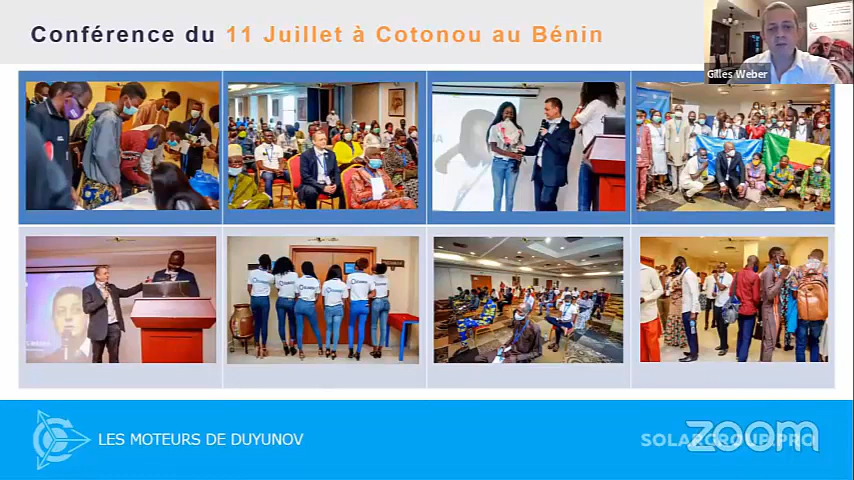 Conférence du 11 Juillet à Cotonou au Bénin
Gilles Weber
LES MOTEURS DE DUYUNOV
SOLARGROUP.PRO
zoom